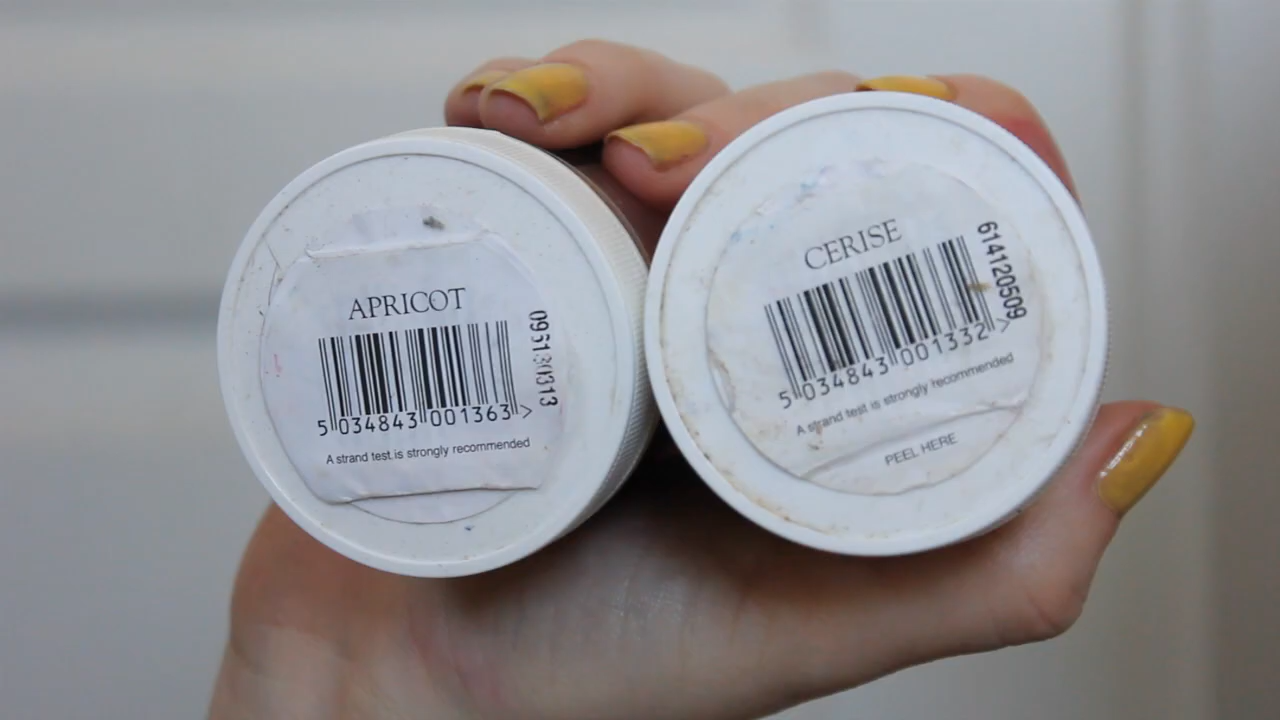 APRICOT
5 034843 001363 >
A strand test is strongly recommended
CERISE
614120509
5 034843 001332 >
A strand test is strongly recommended
PEEL HERE